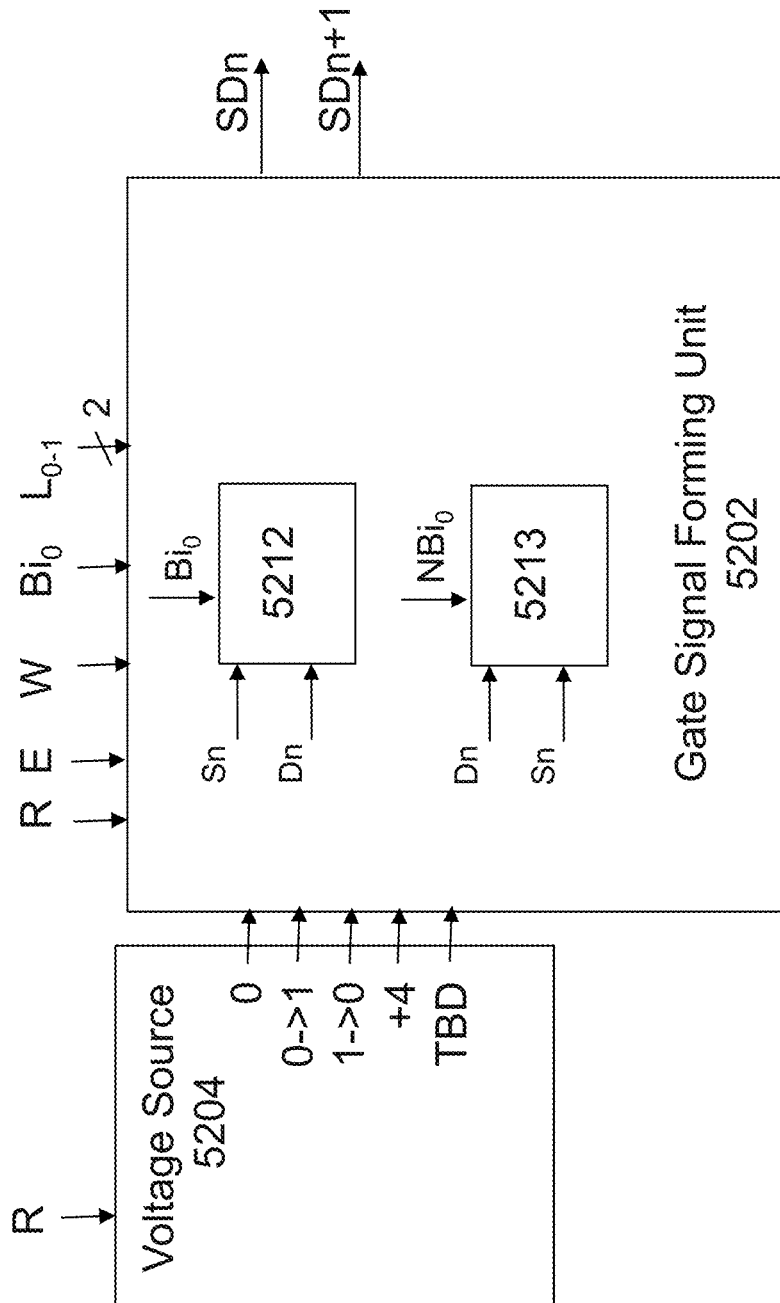 R
Voltage Source
5204
0
0->1
1->0
+4
TBD
R
E
W
Bi₀
L₀₋₁
2
Bi₀
5212
Sn
Dn
NBi₀
5213
Dn
Sn
Gate Signal Forming Unit
5202
SDn
SDn+1